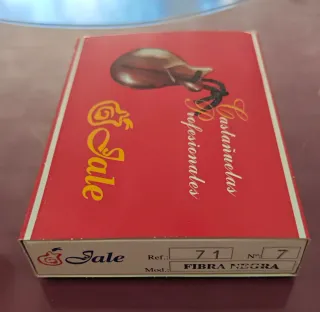 Castañuelas
Profesionales
Jale
Jale
Ref.: 71 Nº 7
Mod.: FIBRA NEGRA